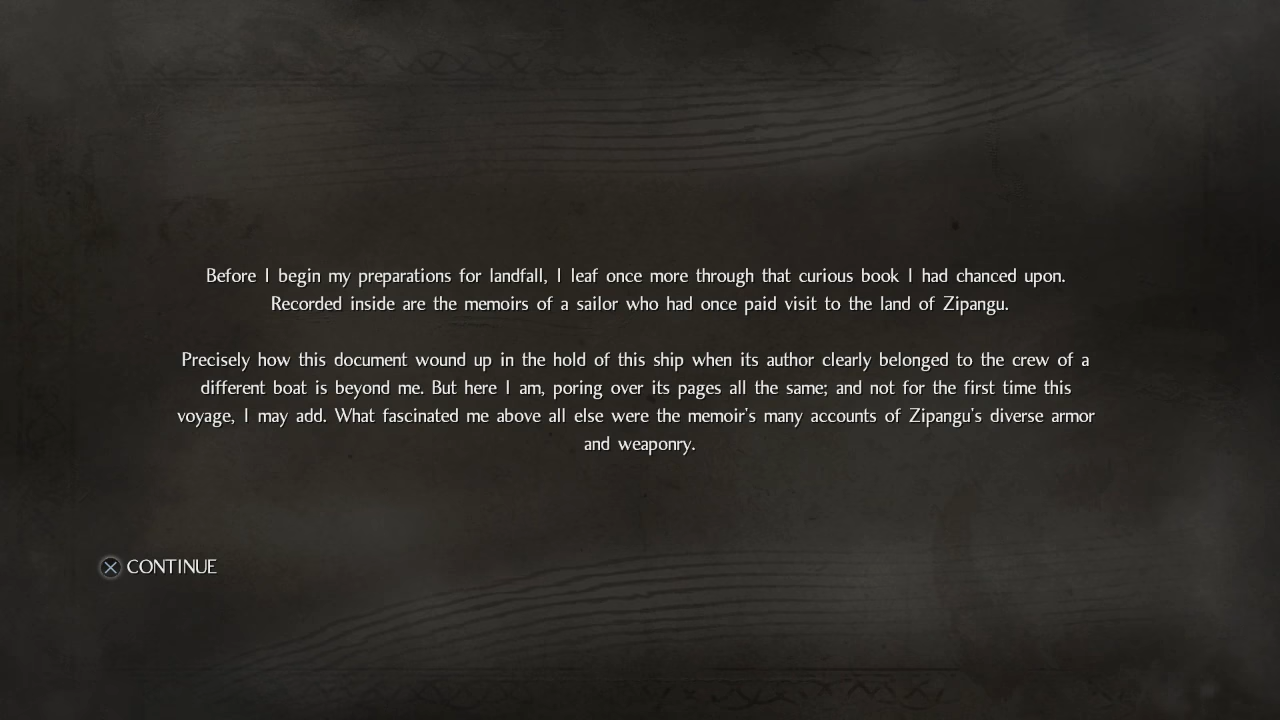 Before I begin my preparations for landfall, I leaf once more through that curious book I had chanced upon.
Recorded inside are the memoirs of a sailor who had once paid visit to the land of Zipangu.
Precisely how this document wound up in the hold of this ship when its author clearly belonged to the crew of a
different boat is beyond me. But here I am, poring over its pages all the same; and not for the first time this
voyage, I may add. What fascinated me above all else were the memoir's many accounts of Zipangu's diverse armor
and weaponry.
CONTINUE